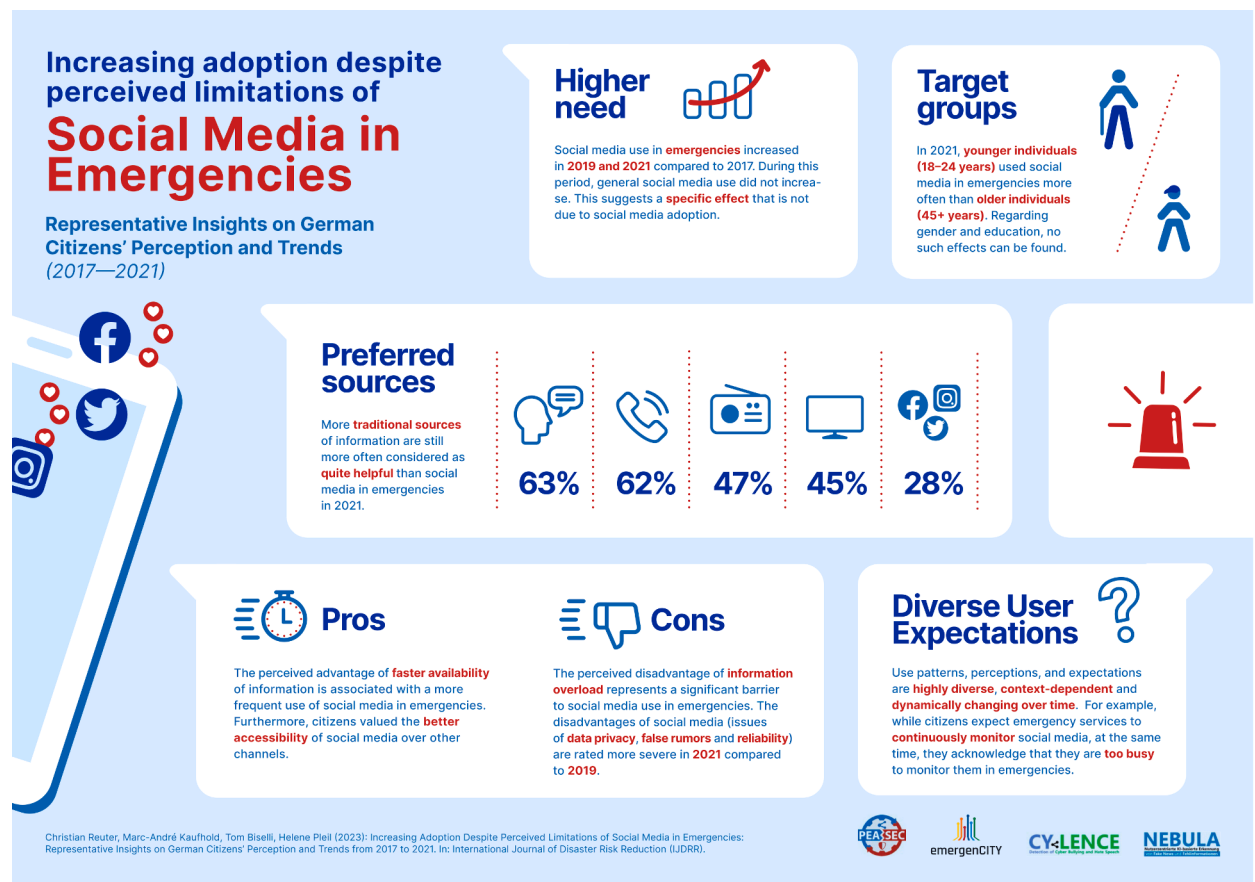 Increasing adoption despite
perceived limitations of
Social Media in
Emergencies
Representative Insights on German
Citizens' Perception and Trends
(2017—2021)
Higher
need
Social media use in emergencies increased
in 2019 and 2021 compared to 2017. During this
period, general social media use did not increa-
se. This suggests a specific effect that is not
due to social media adoption.
Target
groups
In 2021, younger individuals
(18–24 years) used social
media in emergencies more
often than older individuals
(45+ years). Regarding
gender and education, no
such effects can be found.
Preferred
sources
More traditional sources
of information are still
more often considered as
quite helpful than social
media in emergencies
in 2021.
63%
62%
47%
45%
28%
Pros
The perceived advantage of faster availability
of information is associated with a more
frequent use of social media in emergencies.
Furthermore, citizens valued the better
accessibility of social media over other
channels.
Cons
The perceived disadvantage of information
overload represents a significant barrier
to social media use in emergencies. The
disadvantages of social media (issues
of data privacy, false rumors and reliability)
are rated more severe in 2021 compared
to 2019.
Diverse User
Expectations
Use patterns, perceptions, and expectations
are highly diverse, context-dependent and
dynamically changing over time. For example,
while citizens expect emergency services to
continuously monitor social media, at the same
time, they acknowledge that they are too busy
to monitor them in emergencies.
Christian Reuter, Marc-André Kaufhold, Tom Biselli, Helene Pleil (2023): Increasing Adoption Despite Perceived Limitations of Social Media in Emergencies:
Representative Insights on German Citizens' Perception and Trends from 2017 to 2021. In: International Journal of Disaster Risk Reduction (IJDRR).
PEASEC
emergenCITY
CYLENCE
Detection of Cyber Bullying and Hate Speech
NEBULA